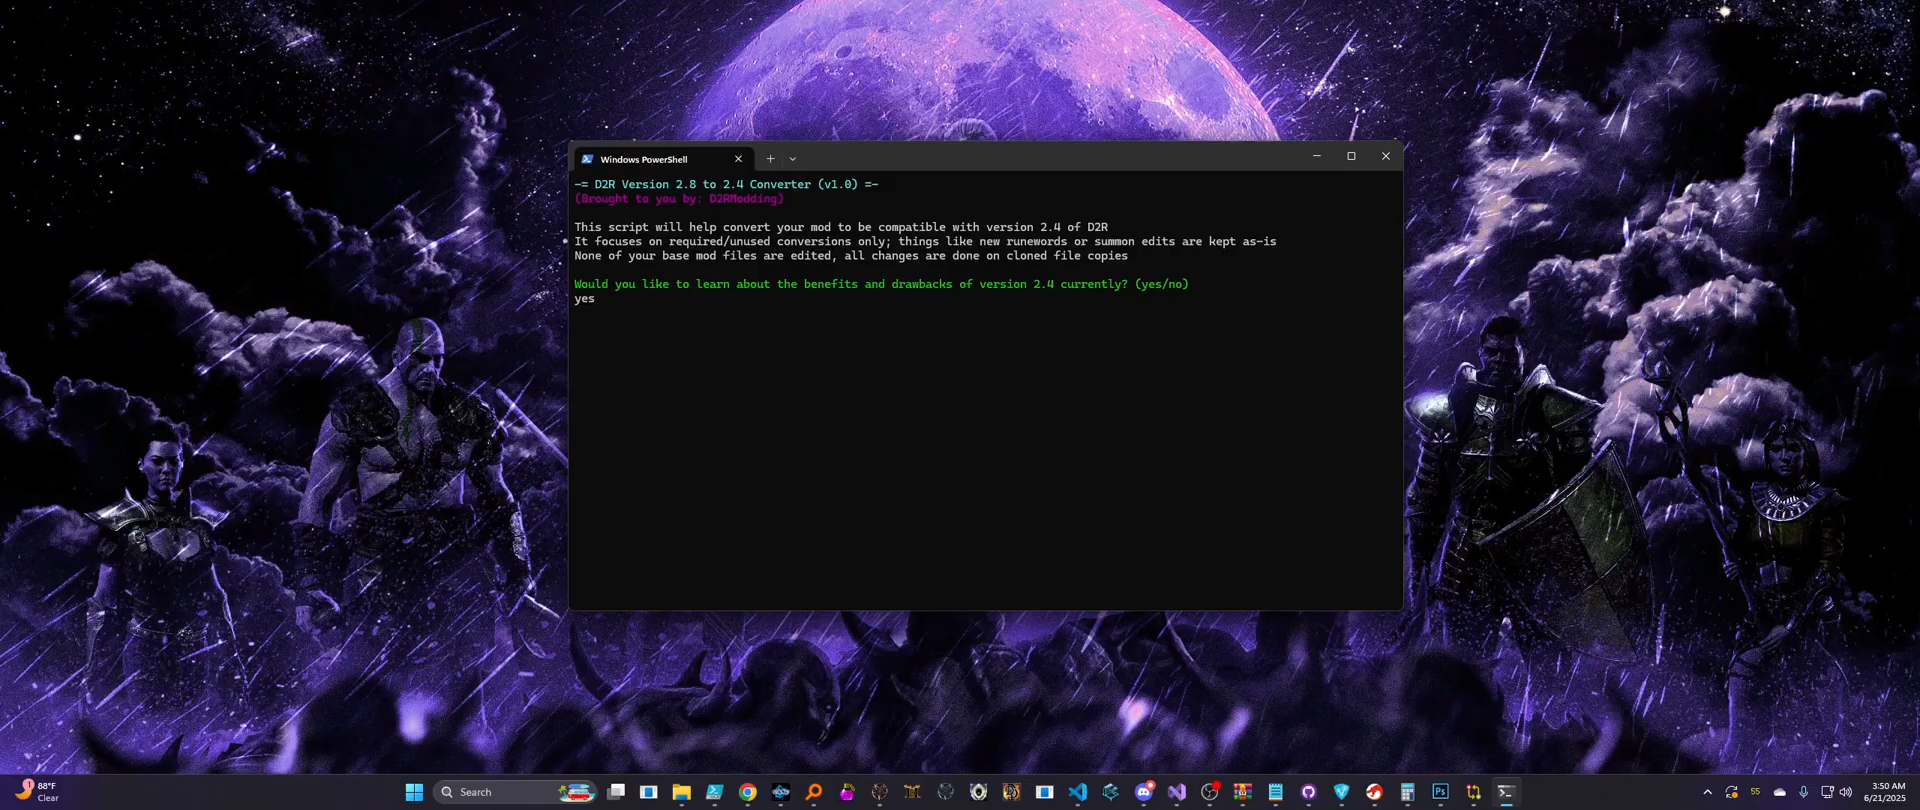 Windows PowerShell
-= D2R Version 2.8 to 2.4 Converter (v1.0) =-
(Brought to you by: D2RModding)
This script will help convert your mod to be compatible with version 2.4 of D2R
It focuses on required/unused conversions only; things like new runewords or summon edits are kept as-is
None of your base mod files are edited, all changes are done on cloned file copies
Would you like to learn about the benefits and drawbacks of version 2.4 currently? (yes/no)
yes
1
88°F
Clear
Search
55
3:50 AM
6/21/2025